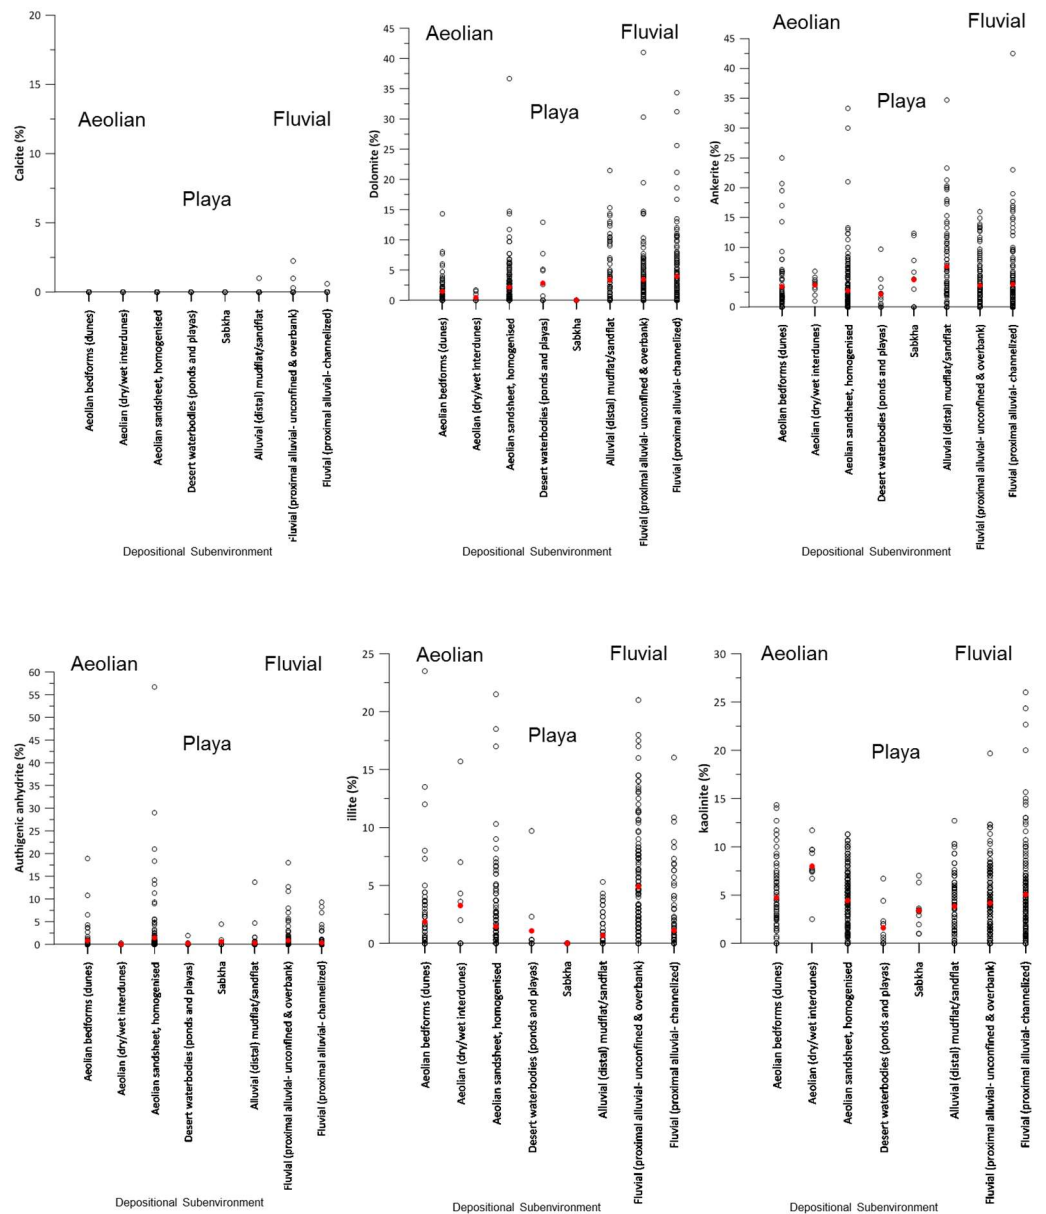 Calcite (%)
20
15
10
5
0
Aeolian
Playa
Fluvial
Aeolian bedforms (dunes)
Aeolian (dry/wet interdunes)
Aeolian sandsheet, homogenised
Desert waterbodies (ponds and playas)
Sabkha
Alluvial (distal) mudflat/sandflat
Fluvial (proximal alluvial- unconfined & overbank)
Fluvial (proximal alluvial- channelized)
Depositional Subenvironment
Dolomite (%)
45
40
35
30
25
20
15
10
5
0
Aeolian
Playa
Fluvial
Aeolian bedforms (dunes)
Aeolian (dry/wet interdunes)
Aeolian sandsheet, homogenised
Desert waterbodies (ponds and playas)
Sabkha
Alluvial (distal) mudflat/sandflat
Fluvial (proximal alluvial- unconfined & overbank)
Fluvial (proximal alluvial- channelized)
Depositional Subenvironment
Ankerite (%)
45
40
35
30
25
20
15
10
5
0
Aeolian
Playa
Fluvial
Aeolian bedforms (dunes)
Aeolian (dry/wet interdunes)
Aeolian sandsheet, homogenised
Desert waterbodies (ponds and playas)
Sabkha
Alluvial (distal) mudflat/sandflat
Fluvial (proximal alluvial- unconfined & overbank)
Fluvial (proximal alluvial- channelized)
Depositional Subenvironment
Authigenic anhydrite (%)
60
55
50
45
40
35
30
25
20
15
10
5
0
Aeolian
Playa
Fluvial
Aeolian bedforms (dunes)
Aeolian (dry/wet interdunes)
Aeolian sandsheet, homogenised
Desert waterbodies (ponds and playas)
Sabkha
Alluvial (distal) mudflat/sandflat
Fluvial (proximal alluvial- unconfined & overbank)
Fluvial (proximal alluvial- channelized)
Depositional Subenvironment
illite (%)
25
20
15
10
5
0
Aeolian
Playa
Fluvial
Aeolian bedforms (dunes)
Aeolian (dry/wet interdunes)
Aeolian sandsheet, homogenised
Desert waterbodies (ponds and playas)
Sabkha
Alluvial (distal) mudflat/sandflat
Fluvial (proximal alluvial- unconfined & overbank)
Fluvial (proximal alluvial- channelized)
Depositional Subenvironment
kaolinite (%)
30
25
20
15
10
5
0
Aeolian
Playa
Fluvial
Aeolian bedforms (dunes)
Aeolian (dry/wet interdunes)
Aeolian sandsheet, homogenised
Desert waterbodies (ponds and playas)
Sabkha
Alluvial (distal) mudflat/sandflat
Fluvial (proximal alluvial- unconfined & overbank)
Fluvial (proximal alluvial- channelized)
Depositional Subenvironment